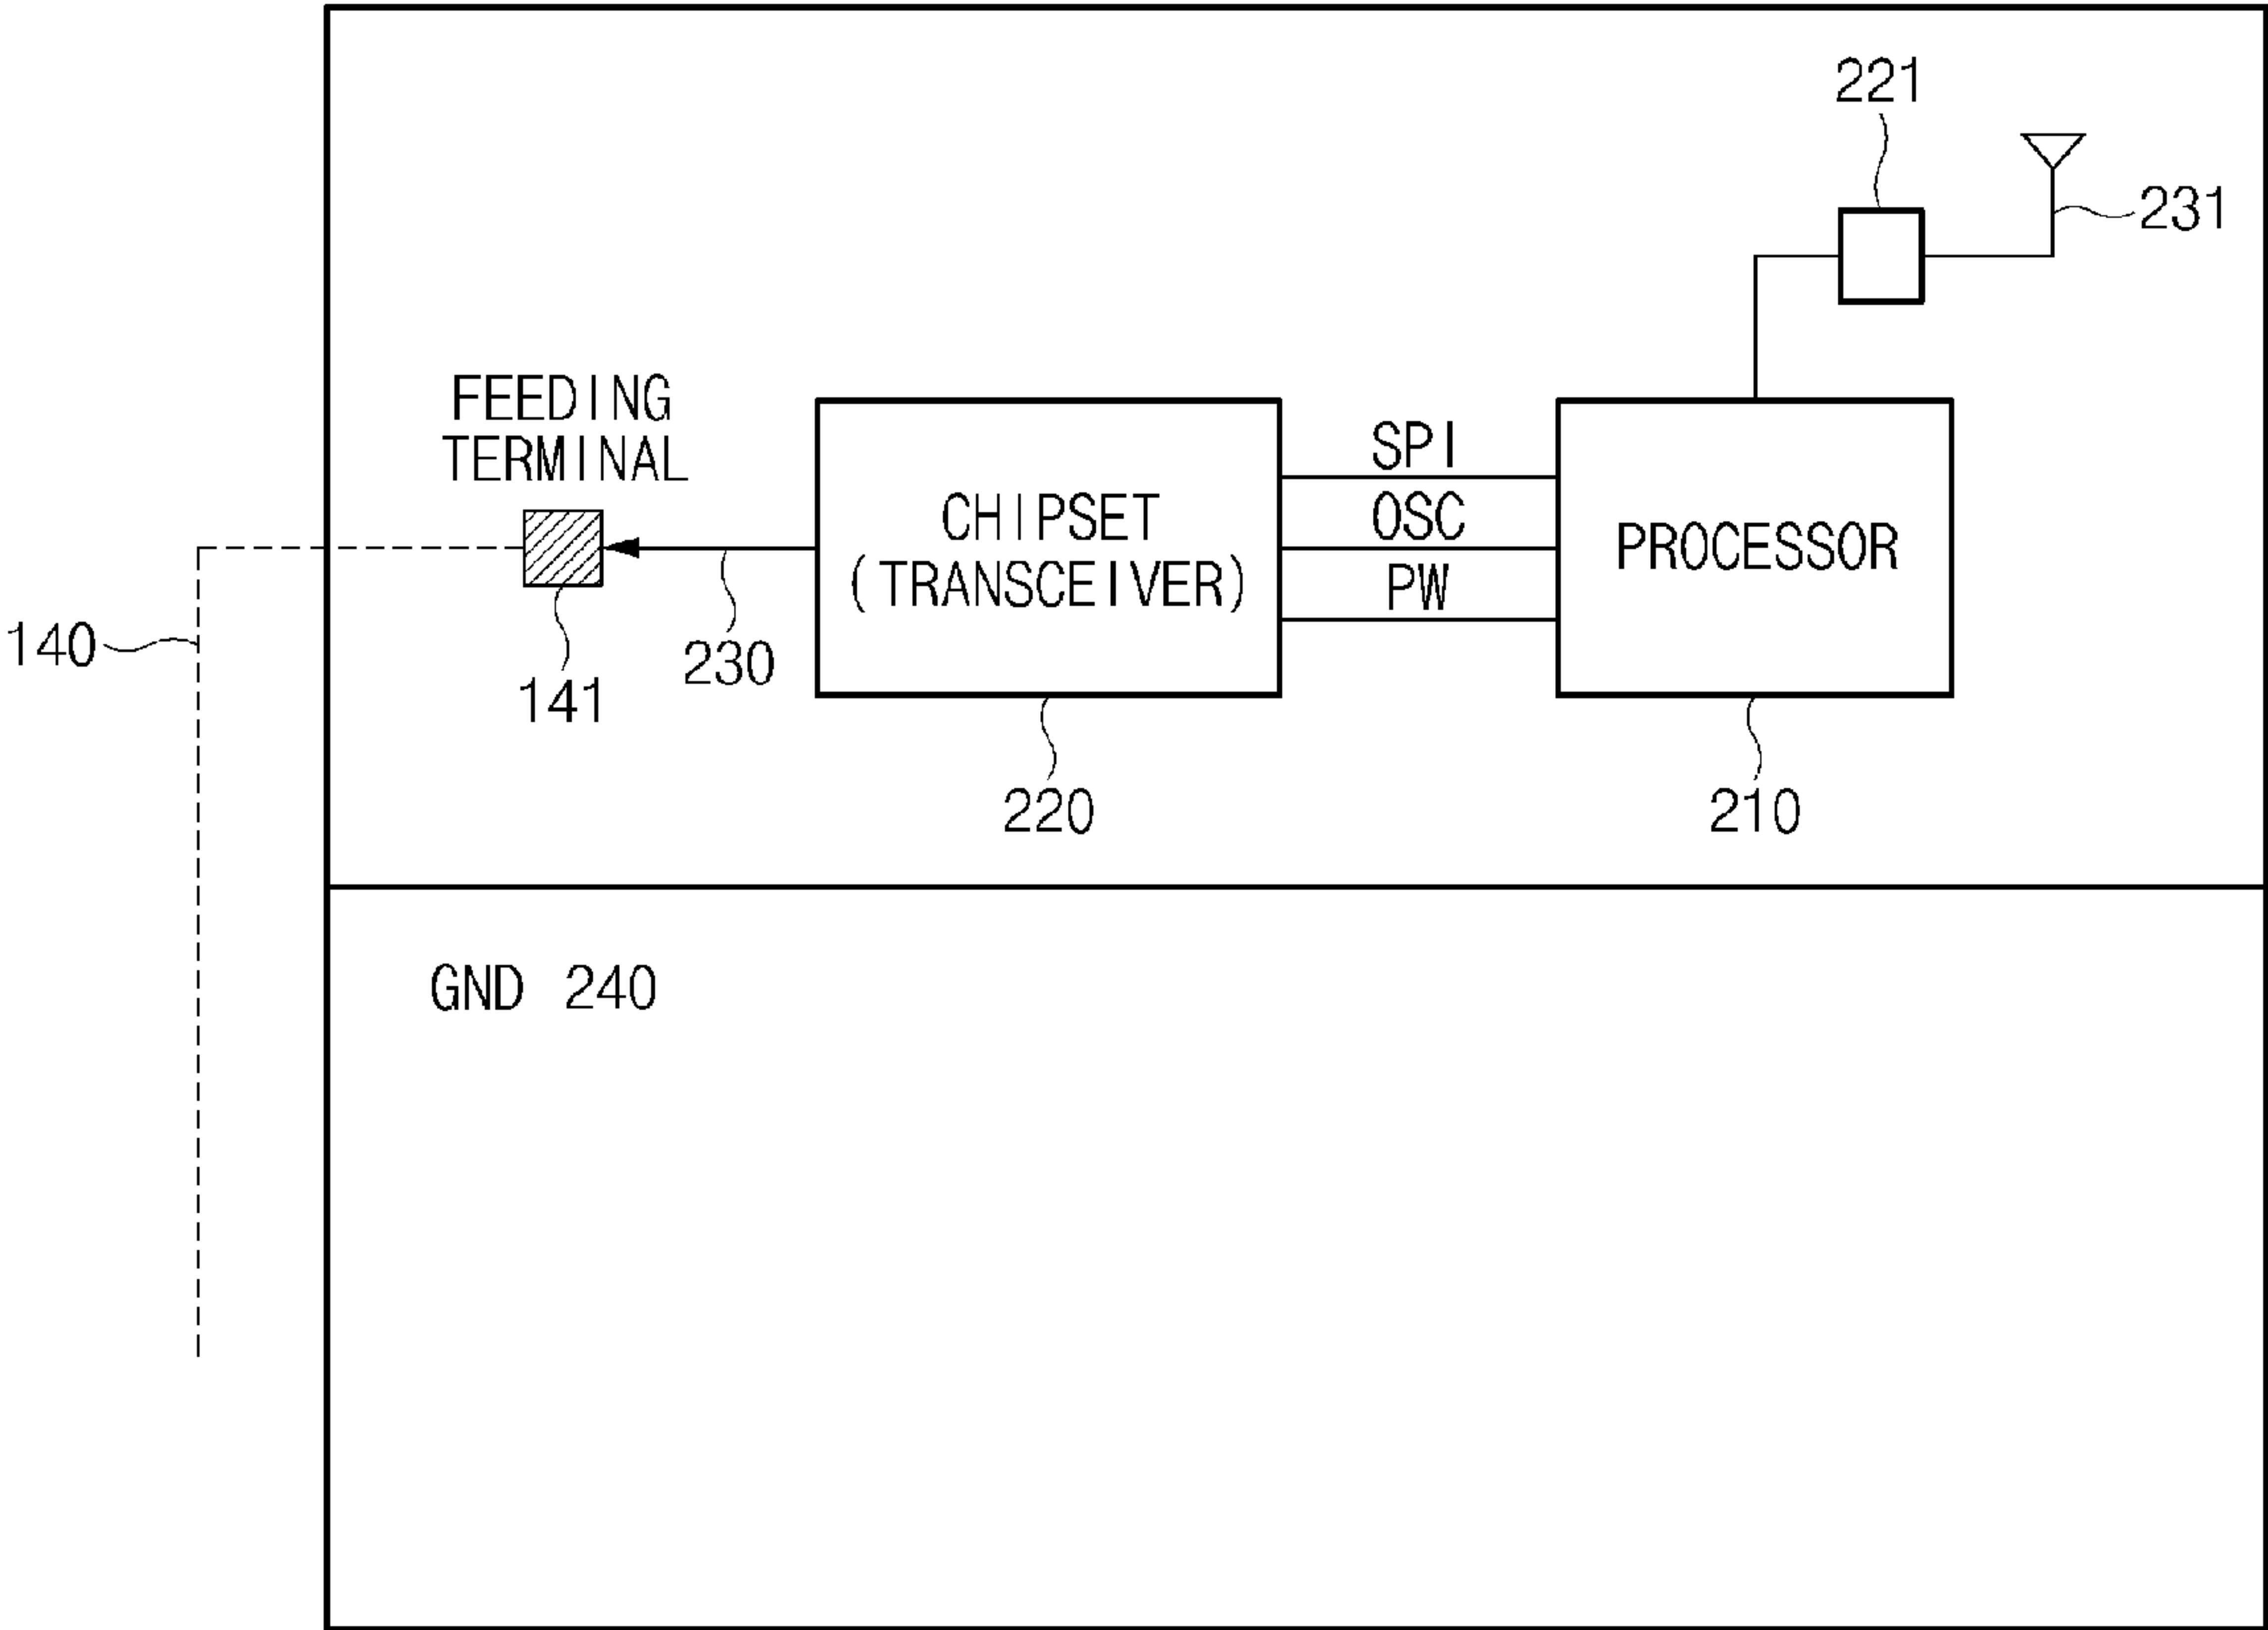 221
231
FEEDING
TERMINAL
SPI
OSC
PW
CHIPSET
(TRANSCEIVER)
PROCESSOR
140
141
230
220
210
GND 240